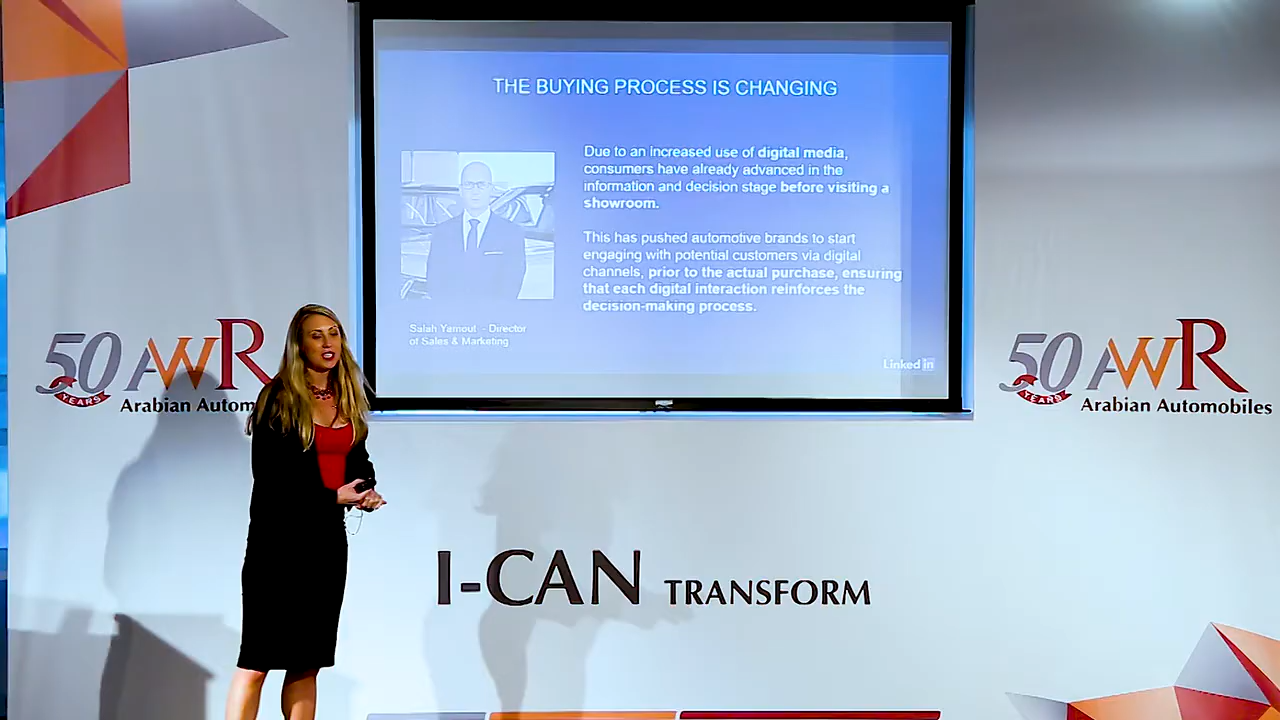 THE BUYING PROCESS IS CHANGING
Due to an increased use of digital media,
consumers have already advanced in the
information and decision stage before visiting a
showroom.
This has pushed automotive brands to start
engaging with potential customers via digital
channels, prior to the actual purchase, ensuring
that each digital interaction reinforces the
decision-making process.
Salah Yamout - Director
of Sales & Marketing
Linked in
50 AWR
YEARS
Arabian Autom
50 AWR
YEARS
Arabian Automobiles
I-CAN TRANSFORM